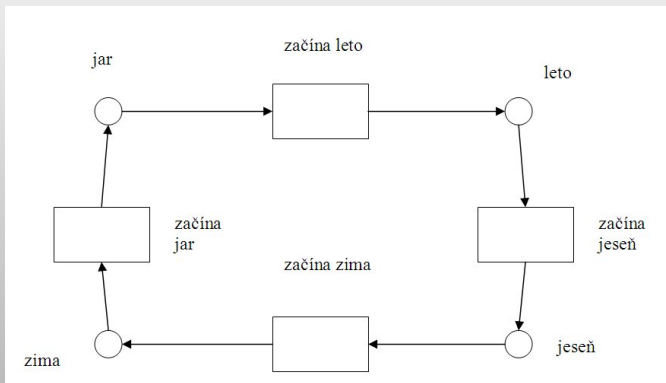 začína leto
jar
leto
začína
jar
začína
jeseň
začína zima
zima
jeseň